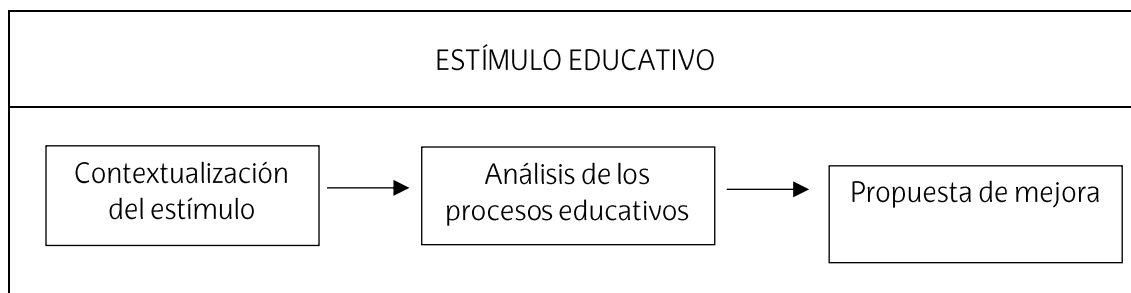 ESTÍMULO EDUCATIVO
Contextualización
del estímulo
Análisis de los
procesos educativos
Propuesta de mejora